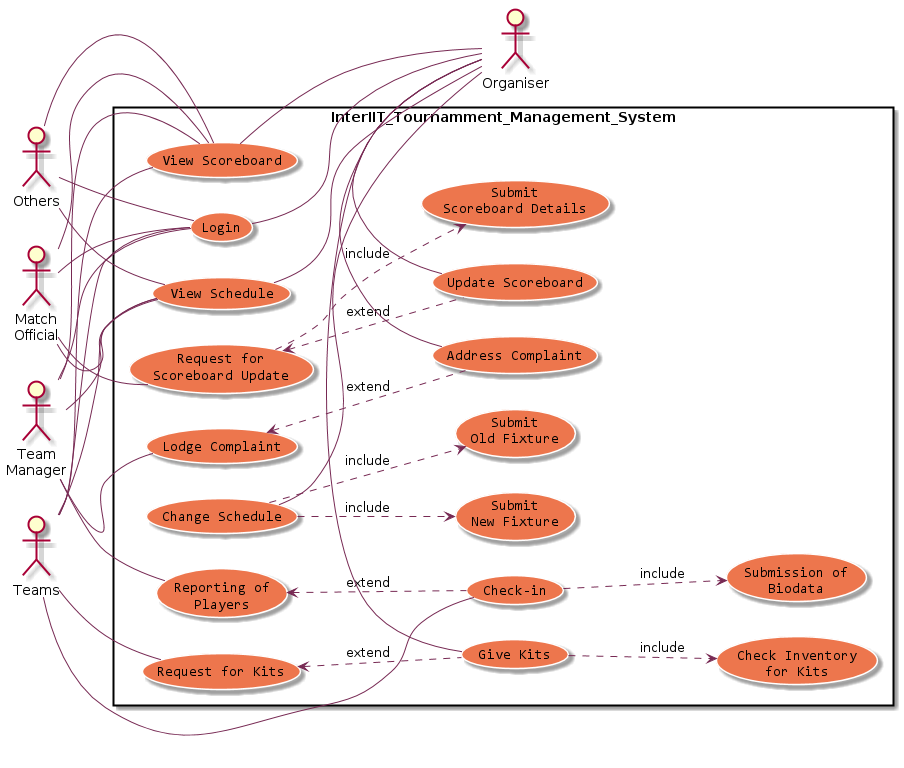 Organiser
InterIIT_Tournamment_Management_System
Others
View Scoreboard
Submit
Scoreboard Details
Login
include
Match
Official
View Schedule
Update Scoreboard
extend
Request for
Scoreboard Update
Address Complaint
extend
Team
Manager
Lodge Complaint
Submit
Old Fixture
include
Change Schedule
include
Submit
New Fixture
Teams
Reporting of
Players
extend
Check-in
include
Submission of
Biodata
Request for Kits
extend
Give Kits
include
Check Inventory
for Kits